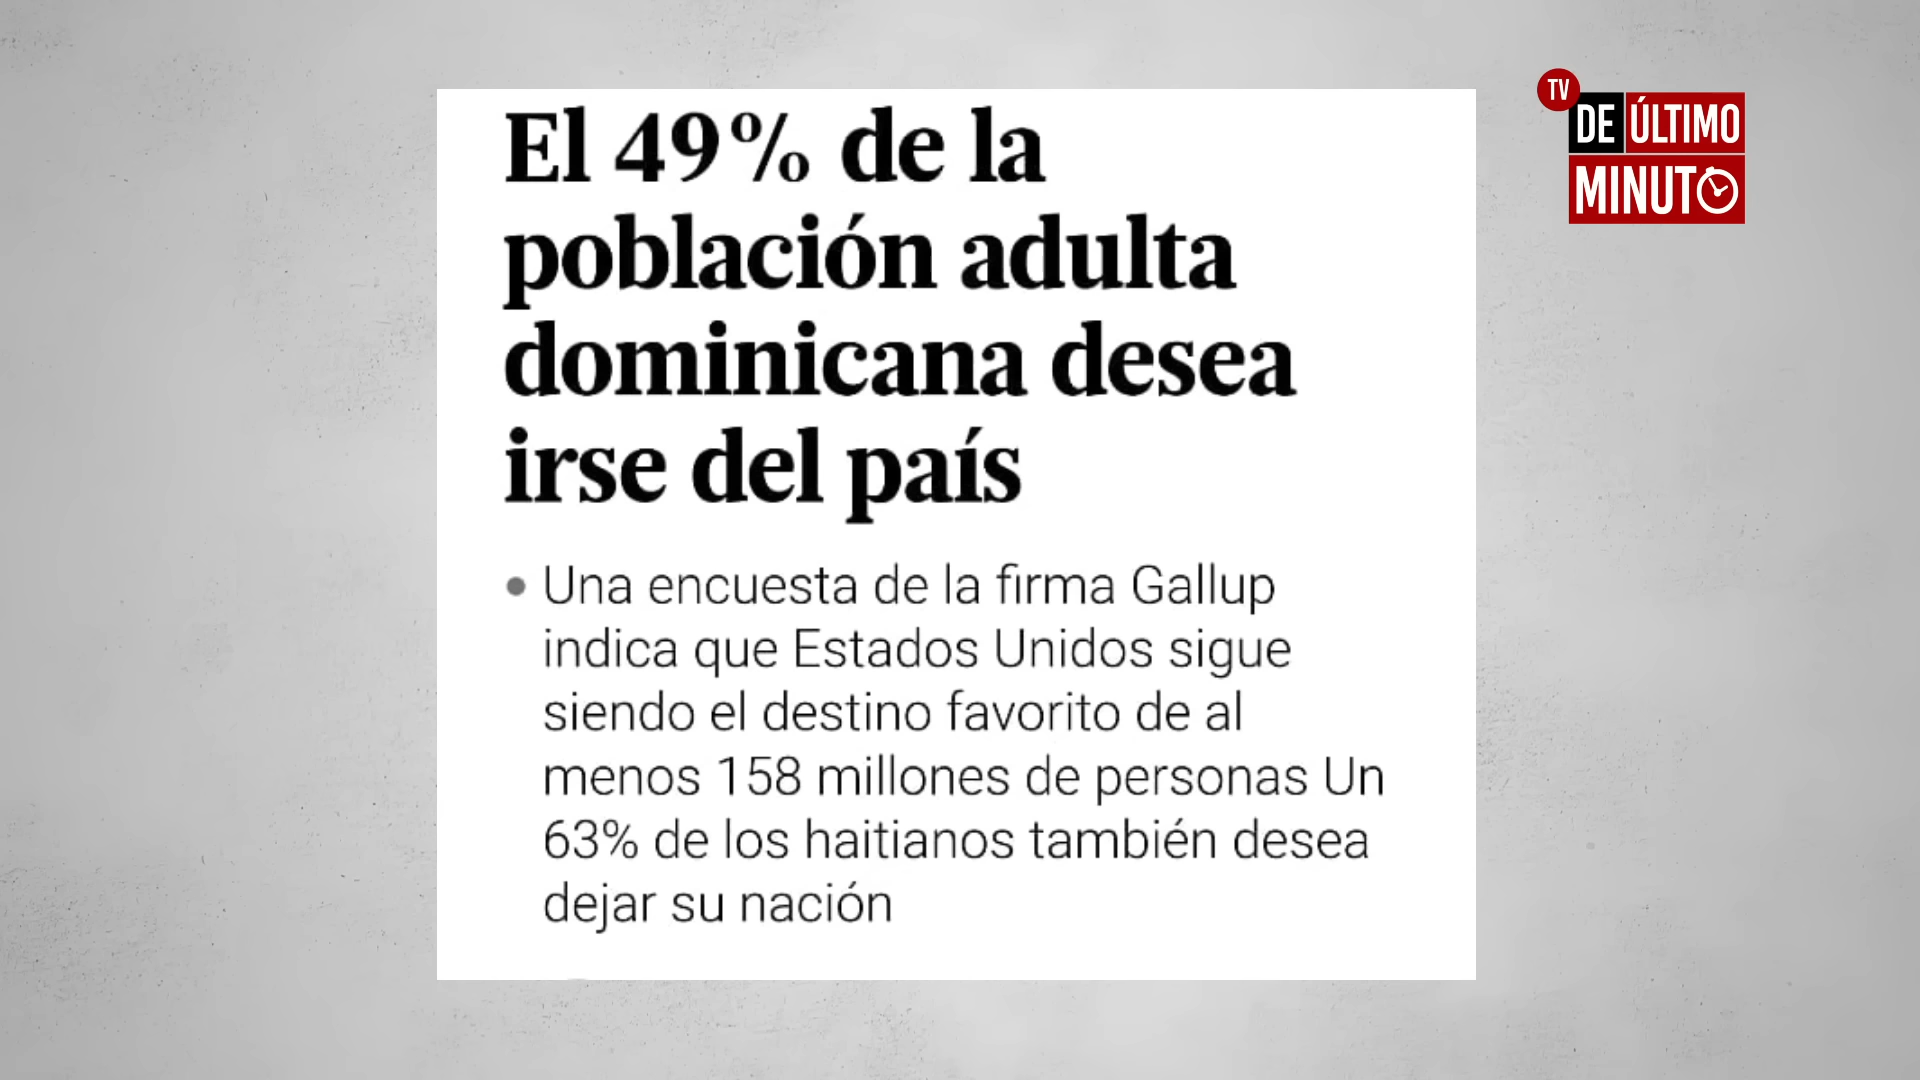 El 49% de la
población adulta
dominicana desea
irse del país
• Una encuesta de la firma Gallup
indica que Estados Unidos sigue
siendo el destino favorito de al
menos 158 millones de personas Un
63% de los haitianos también desea
dejar su nación
TV
DE ÚLTIMO
MINUTO